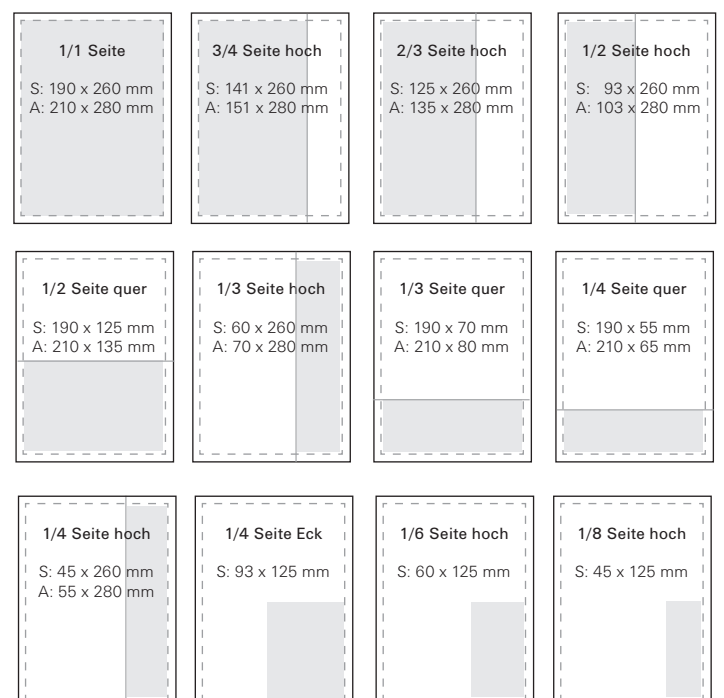 1/1 Seite
S: 190 x 260 mm
A: 210 x 280 mm
3/4 Seite hoch
S: 141 x 260 mm
A: 151 x 280 mm
2/3 Seite hoch
S: 125 x 260 mm
A: 135 x 280 mm
1/2 Seite hoch
S: 93 x 260 mm
A: 103 x 280 mm
1/2 Seite quer
S: 190 x 125 mm
A: 210 x 135 mm
1/3 Seite hoch
S: 60 x 260 mm
A: 70 x 280 mm
1/3 Seite quer
S: 190 x 70 mm
A: 210 x 80 mm
1/4 Seite quer
S: 190 x 55 mm
A: 210 x 65 mm
1/4 Seite hoch
S: 45 x 260 mm
A: 55 x 280 mm
1/4 Seite Eck
S: 93 x 125 mm
1/6 Seite hoch
S: 60 x 125 mm
1/8 Seite hoch
S: 45 x 125 mm